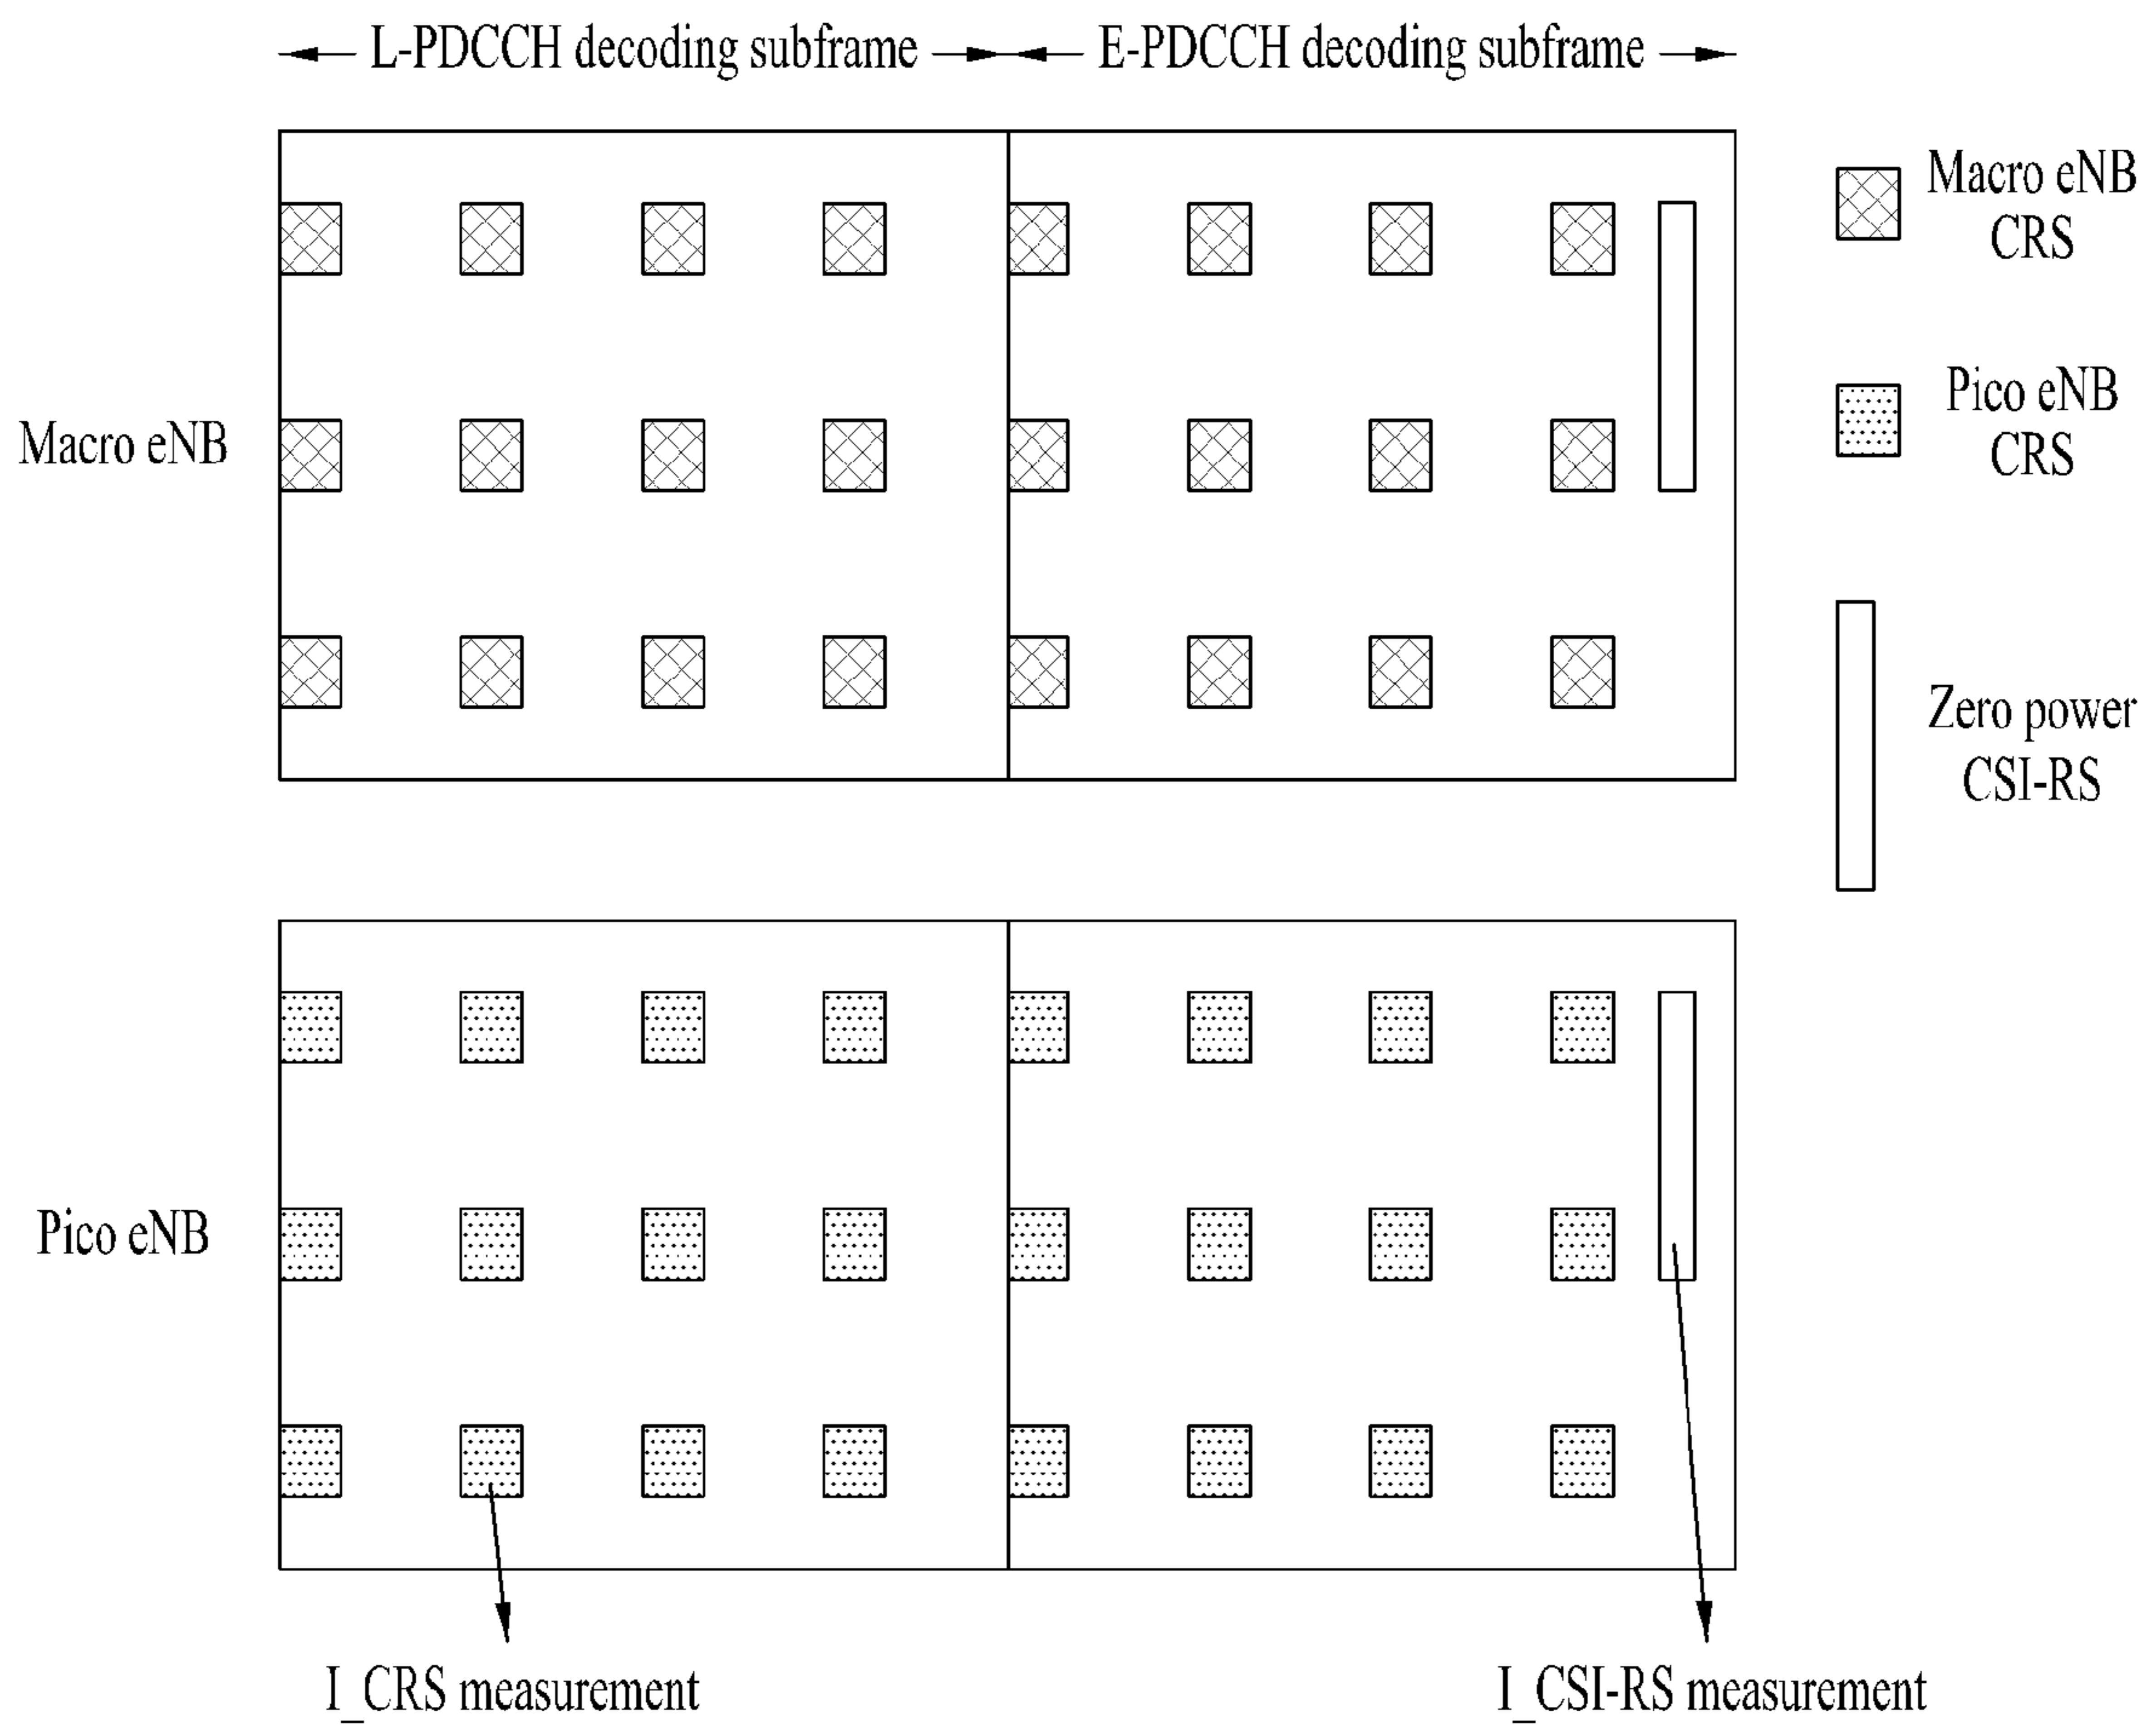 L-PDCCH decoding subframe
E-PDCCH decoding subframe
Macro eNB
CRS
Pico eNB
CRS
Zero power
CSI-RS
Macro eNB
Pico eNB
I_CRS measurement
I_CSI-RS measurement